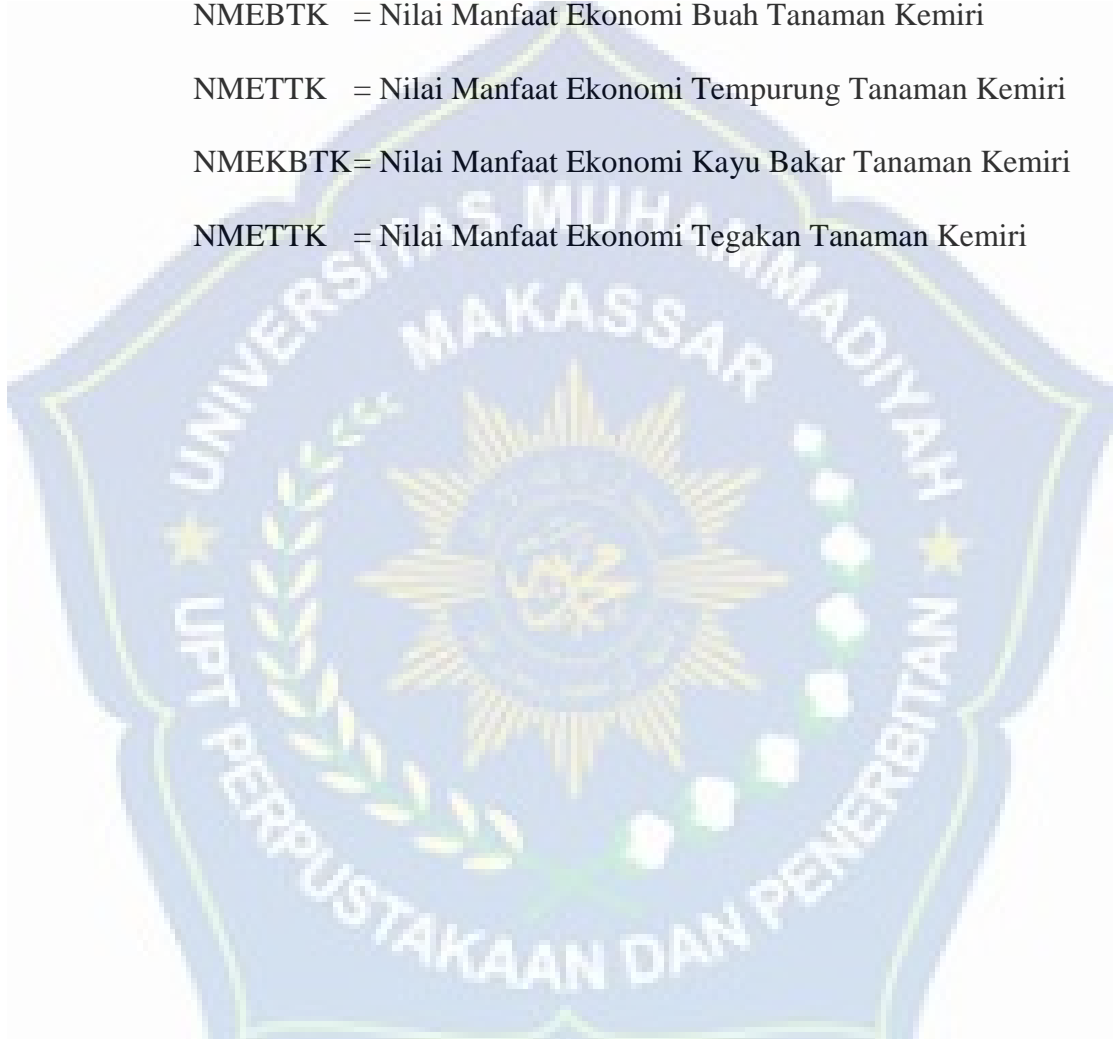 NMEBTK = Nilai Manfaat Ekonomi Buah Tanaman Kemiri
NMETTK = Nilai Manfaat Ekonomi Tempurung Tanaman Kemiri
NMEKBTK= Nilai Manfaat Ekonomi Kayu Bakar Tanaman Kemiri
NMETTK = Nilai Manfaat Ekonomi Tegakan Tanaman Kemiri
UNIVERSITAS MUHAMMADIYAH
MAKASSAR
UPT PERPUSTAKAAN DAN PENERBITAN